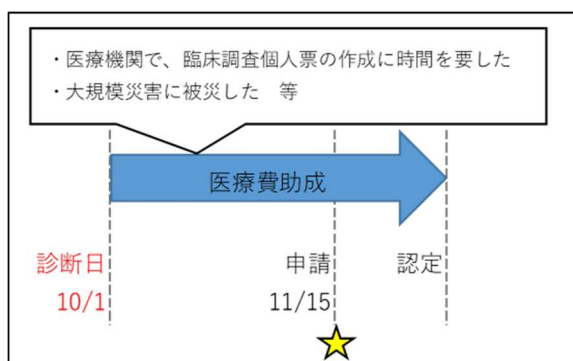 ・医療機関で、臨床調査個人票の作成に時間を要した
・大規模災害に被災した　等
医療費助成
診断日　申請　認定
10/1　11/15